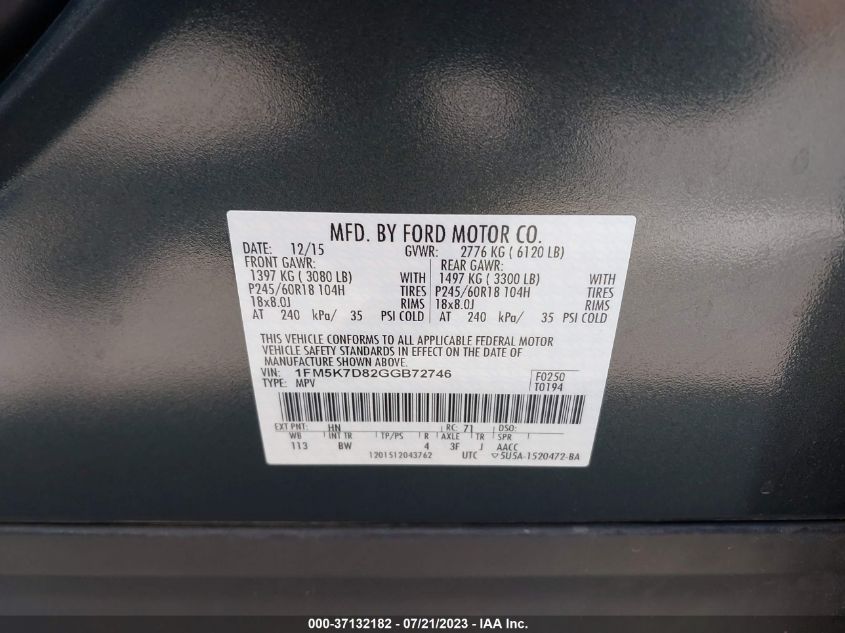 MFD. BY FORD MOTOR CO.
DATE: 12/15 GVWR: 2776 KG ( 6120 LB)
FRONT GAWR: REAR GAWR:
1397 KG ( 3080 LB) WITH 1497 KG ( 3300 LB) WITH
P245/60R18 104H TIRES P245/60R18 104H TIRES
18x8.0J RIMS 18x8.0J RIMS
AT 240 kPa/ 35 PSI COLD AT 240 kPa/ 35 PSI COLD
THIS VEHICLE CONFORMS TO ALL APPLICABLE FEDERAL MOTOR
VEHICLE SAFETY STANDARDS IN EFFECT ON THE DATE OF
MANUFACTURE SHOWN ABOVE.
VIN: 1FM5K7D82GGB72746 F0250
TYPE: MPV T0194
EXT PNT: HN RC: 71 DSO:
WB INT TR TP/PS R AXLE TR SPR
113 BW 4 3F J AACC
1201512043762 UTC ▽5U5A-1520472-BA
000-37132182 - 07/21/2023 - IAA Inc.